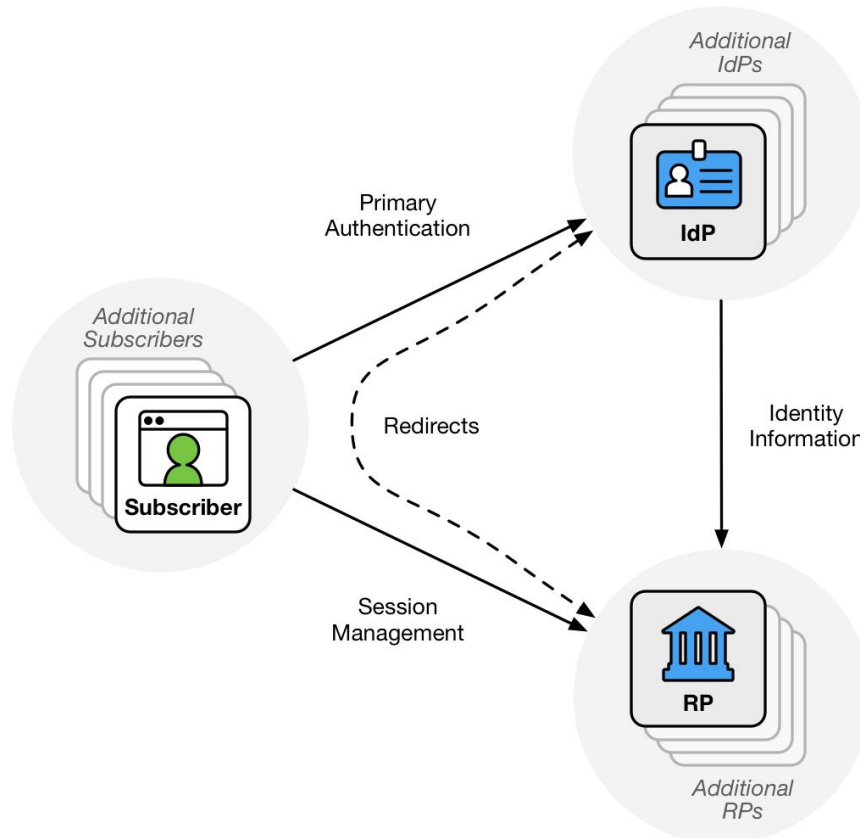 Additional
IdPs
IdP
Primary
Authentication
Additional
Subscribers
Subscriber
Redirects
Identity
Information
Session
Management
RP
Additional
RPs